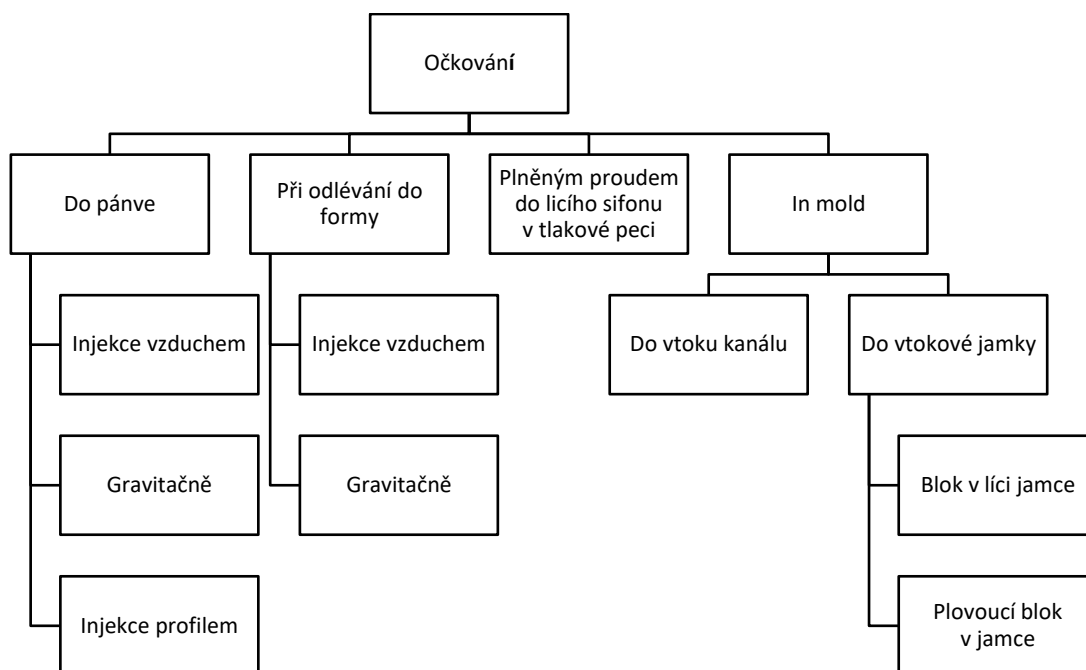 Očkování
Do pánve
Při odlévání do
formy
Plněným proudem
do licího sifonu
v tlakové peci
In mold
Injekce vzduchem
Injekce vzduchem
Do vtoku kanálu
Do vtokové jamky
Gravitačně
Gravitačně
Blok v líci jamce
Injekce profilem
Plovoucí blok
v jamce